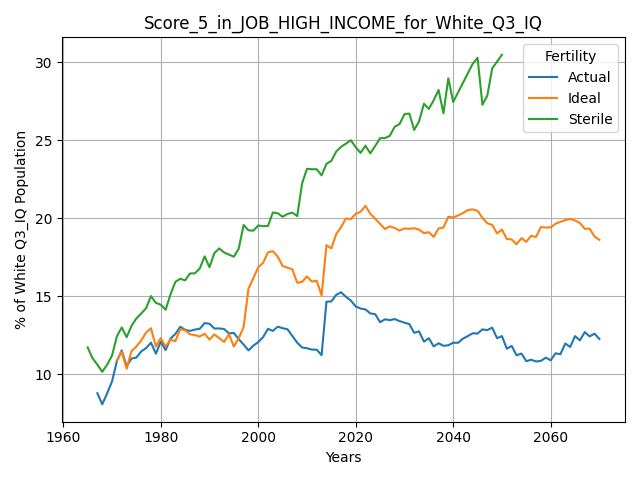 Score_5_in_JOB_HIGH_INCOME_for_White_Q3_IQ
Fertility
Actual
Ideal
Sterile
% of White Q3_IQ Population
30
25
20
15
10
1960
1980
2000
2020
2040
2060
Years